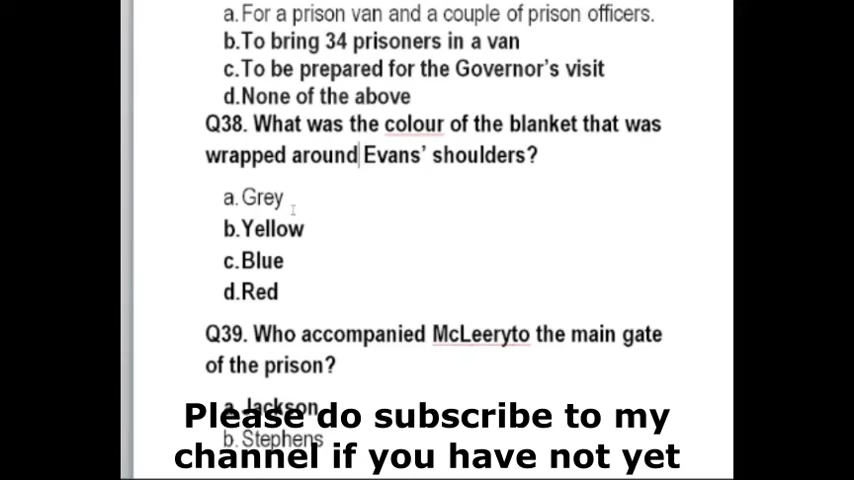 a.For a prison van and a couple of prison officers.
b.To bring 34 prisoners in a van
c.To be prepared for the Governor's visit
d.None of the above
Q38. What was the colour of the blanket that was
wrapped around Evans' shoulders?
a.Grey
b.Yellow
c.Blue
d.Red
Q39. Who accompanied McLeeryto the main gate
of the prison?
a.Jackson
b.Stephens
Please do subscribe to my
channel if you have not yet